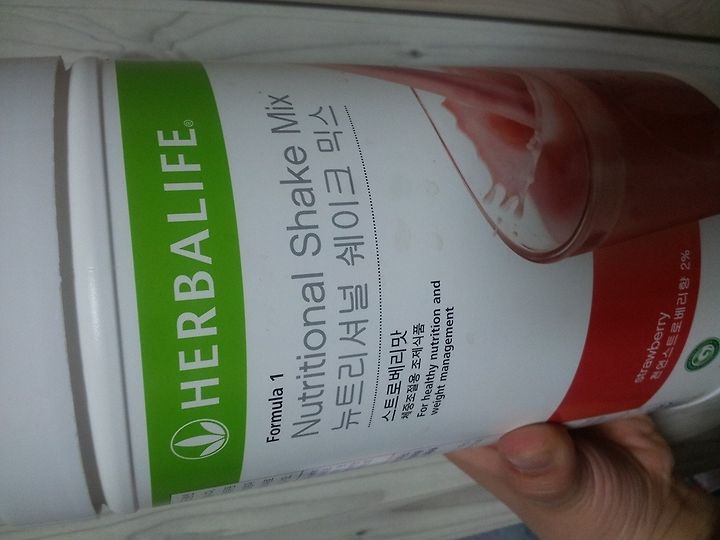 HERBALIFE®
Formula 1
Nutritional Shake Mix
뉴트리셔널 쉐이크 믹스
스트로베리맛
체중조절용 조제식품
For healthy nutrition and
weight management
Strawberry
천연스트로베리향 2%